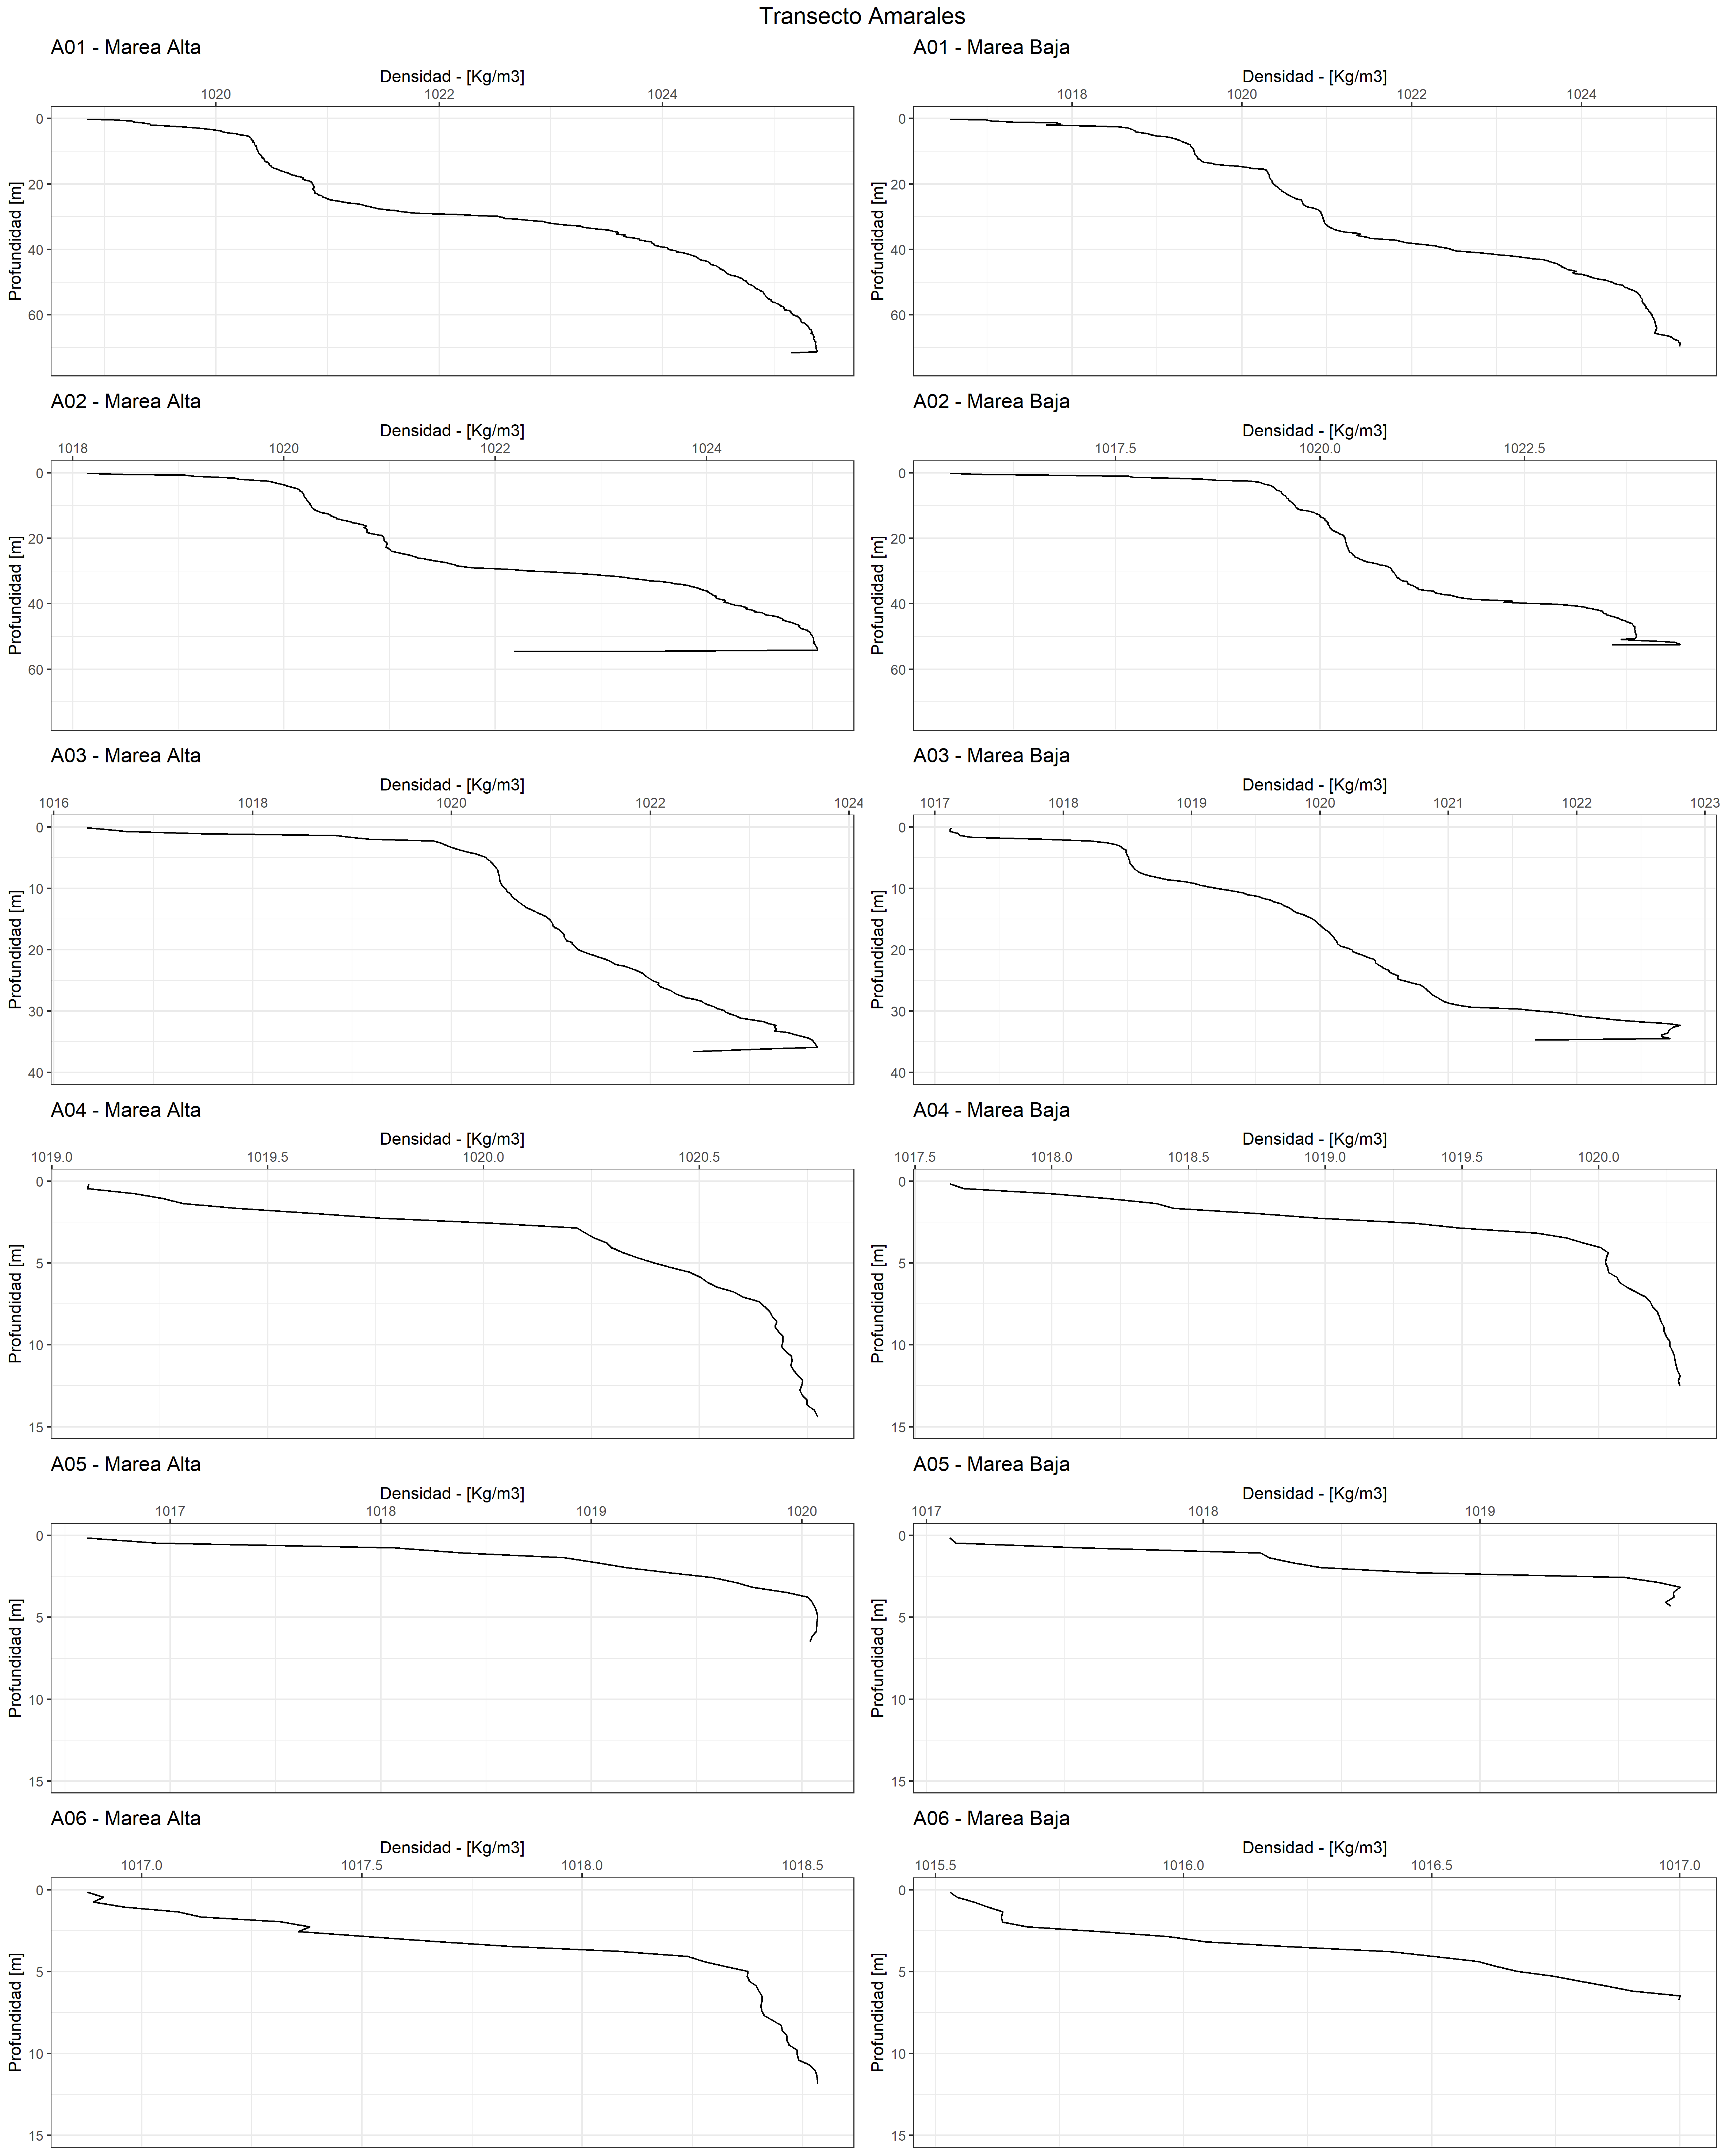 Transecto Amarales
A01 - Marea Alta
Densidad - [Kg/m3]
1020 1022 1024
Profundidad [m]
0
20
40
60
A01 - Marea Baja
Densidad - [Kg/m3]
1018 1020 1022 1024
Profundidad [m]
0
20
40
60
A02 - Marea Alta
Densidad - [Kg/m3]
1018 1020 1022 1024
Profundidad [m]
0
20
40
60
A02 - Marea Baja
Densidad - [Kg/m3]
1017.5 1020.0 1022.5
Profundidad [m]
0
20
40
60
A03 - Marea Alta
Densidad - [Kg/m3]
1016 1018 1020 1022 1024
Profundidad [m]
0
10
20
30
40
A03 - Marea Baja
Densidad - [Kg/m3]
1017 1018 1019 1020 1021 1022 1023
Profundidad [m]
0
10
20
30
40
A04 - Marea Alta
Densidad - [Kg/m3]
1019.0 1019.5 1020.0 1020.5
Profundidad [m]
0
5
10
15
A04 - Marea Baja
Densidad - [Kg/m3]
1017.5 1018.0 1018.5 1019.0 1019.5 1020.0
Profundidad [m]
0
5
10
15
A05 - Marea Alta
Densidad - [Kg/m3]
1017 1018 1019 1020
Profundidad [m]
0
5
10
15
A05 - Marea Baja
Densidad - [Kg/m3]
1017 1018 1019
Profundidad [m]
0
5
10
15
A06 - Marea Alta
Densidad - [Kg/m3]
1017.0 1017.5 1018.0 1018.5
Profundidad [m]
0
5
10
15
A06 - Marea Baja
Densidad - [Kg/m3]
1015.5 1016.0 1016.5 1017.0
Profundidad [m]
0
5
10
15